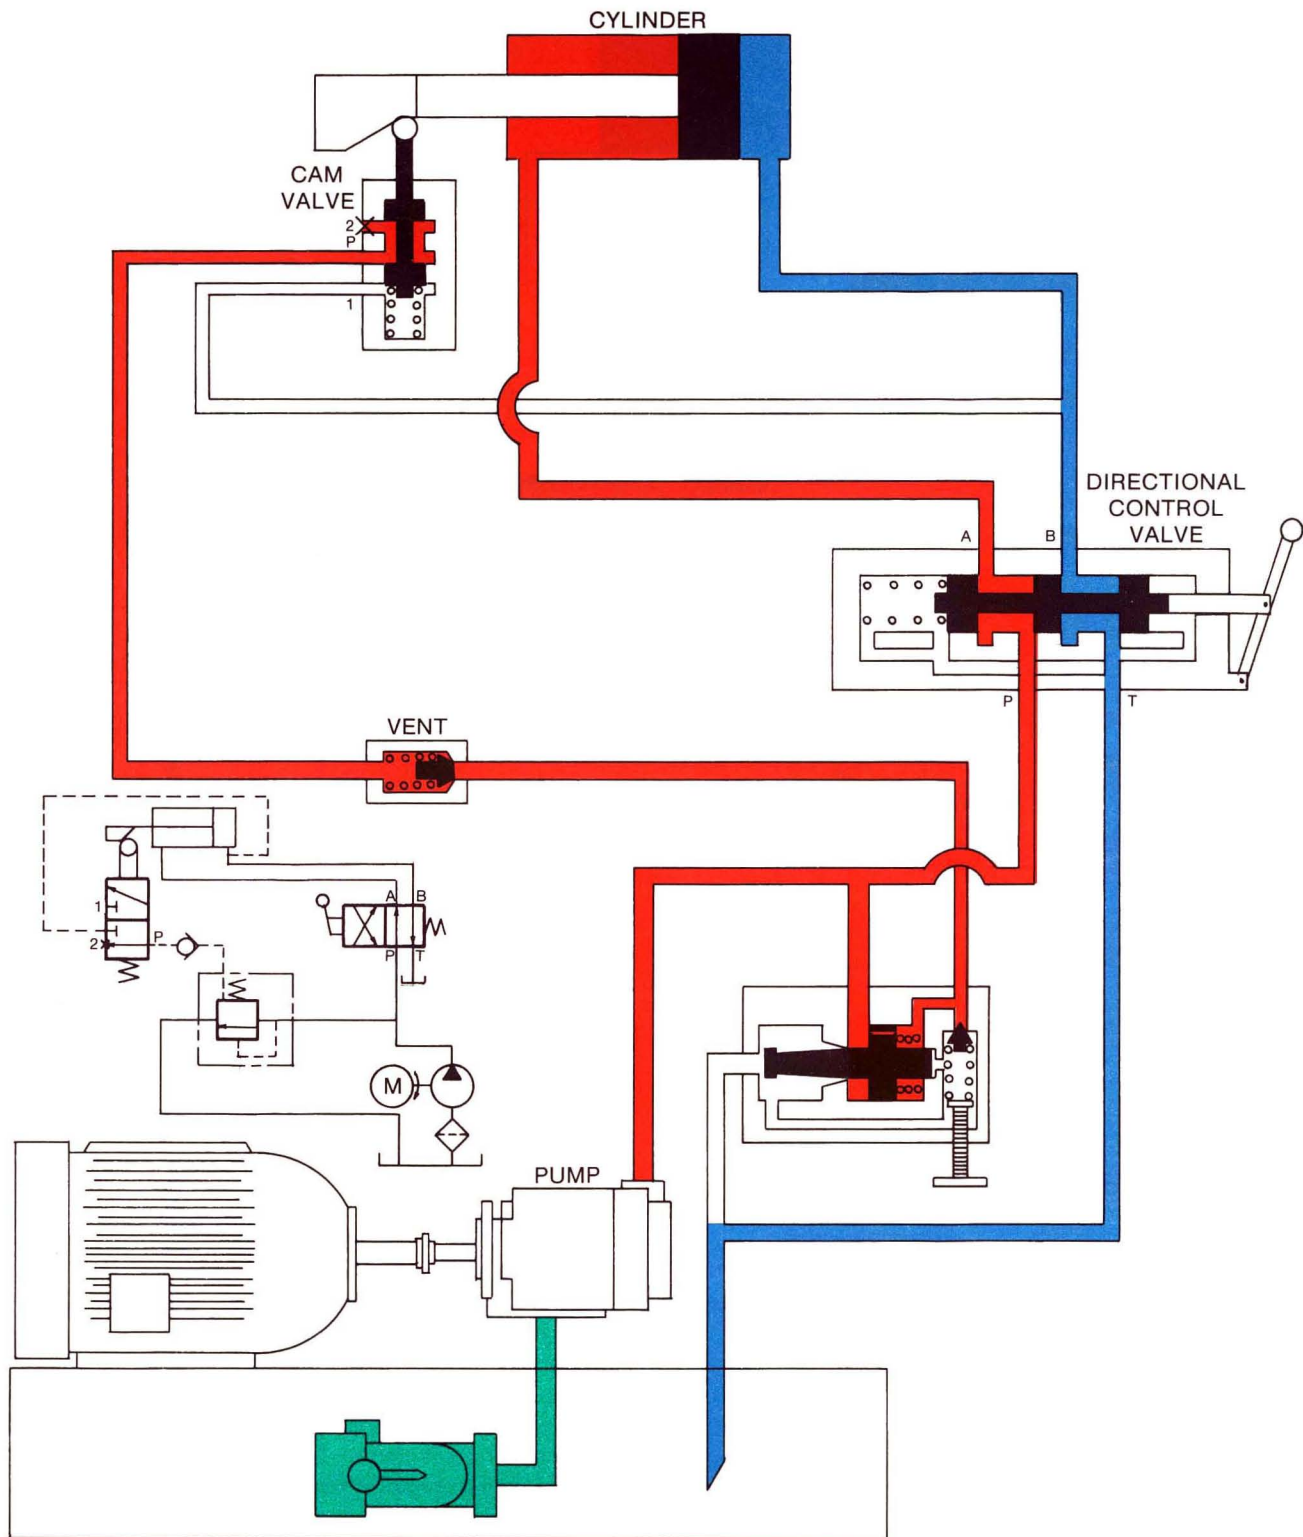 CYLINDER
CAM
VALVE
2
P
1
DIRECTIONAL
CONTROL
VALVE
A
B
P
T
VENT
A
B
1
2
P
P
T
M
PUMP